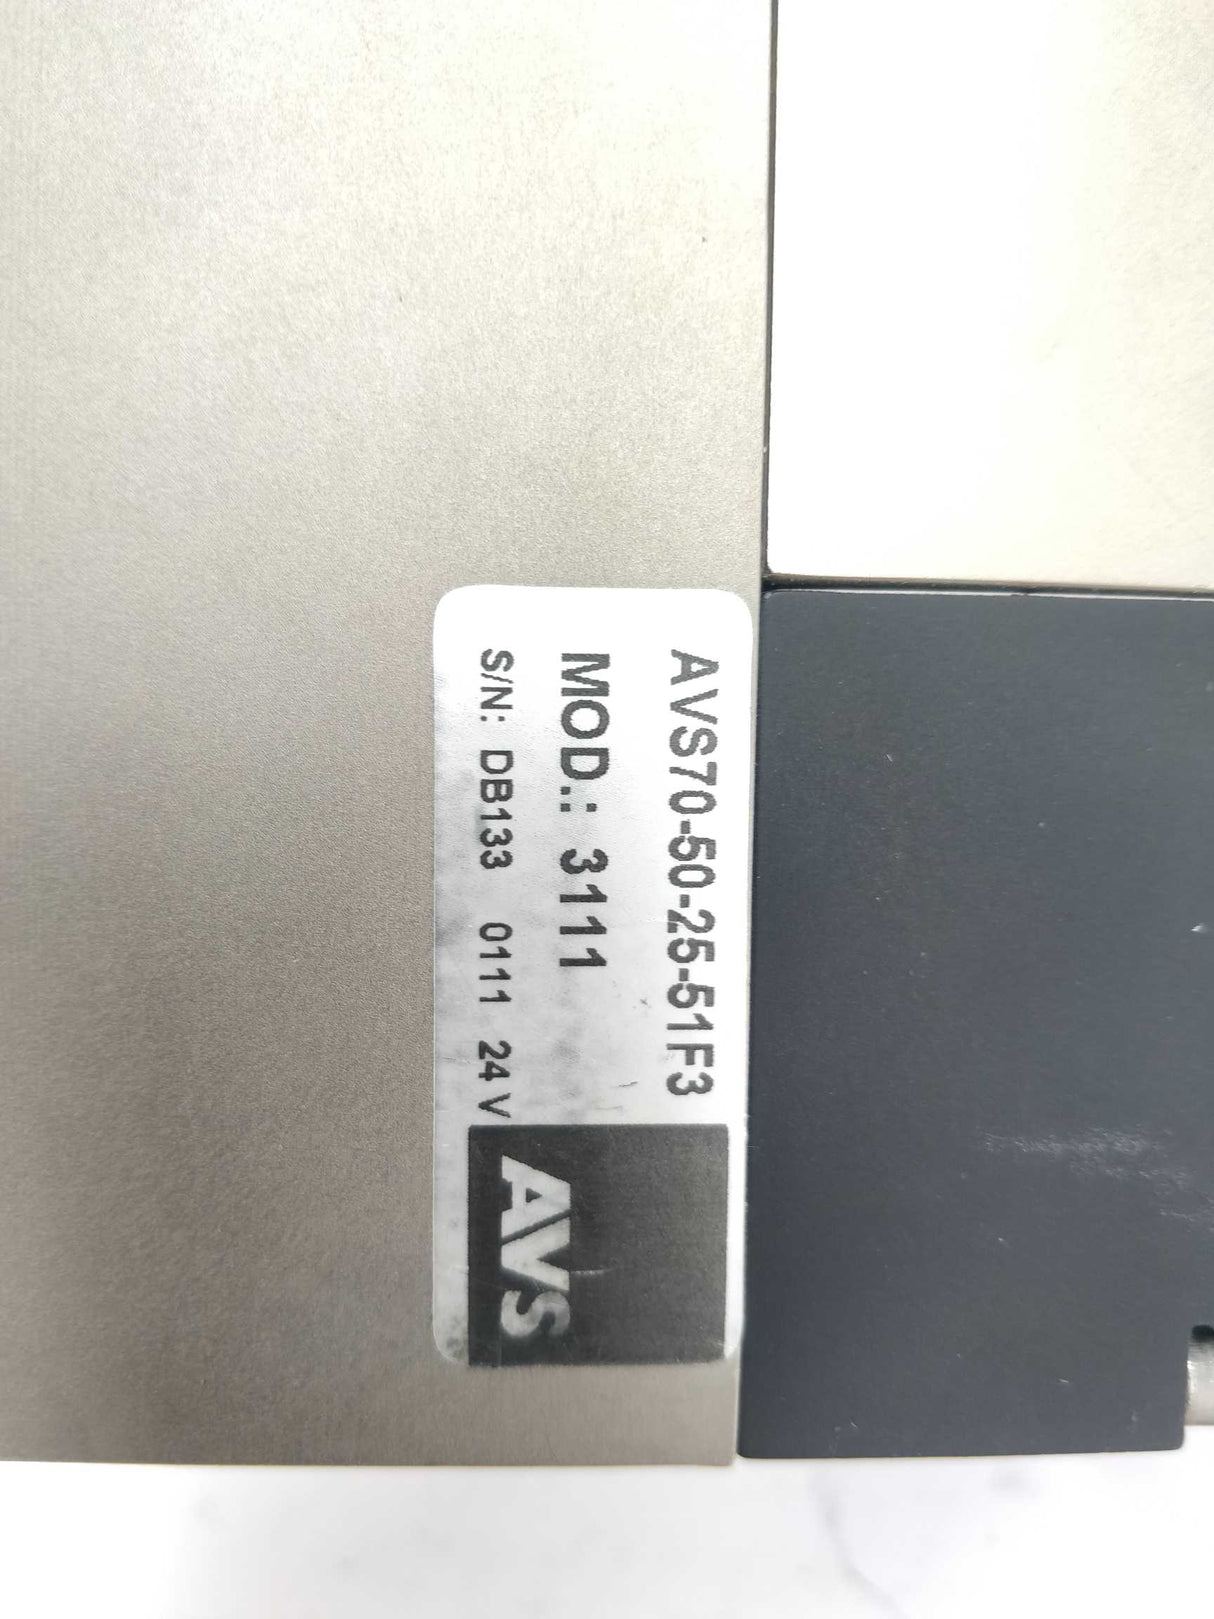 AVS70-50-25-51F3
MOD.: 3111
S/N: DB133 0111 24 V
AVS